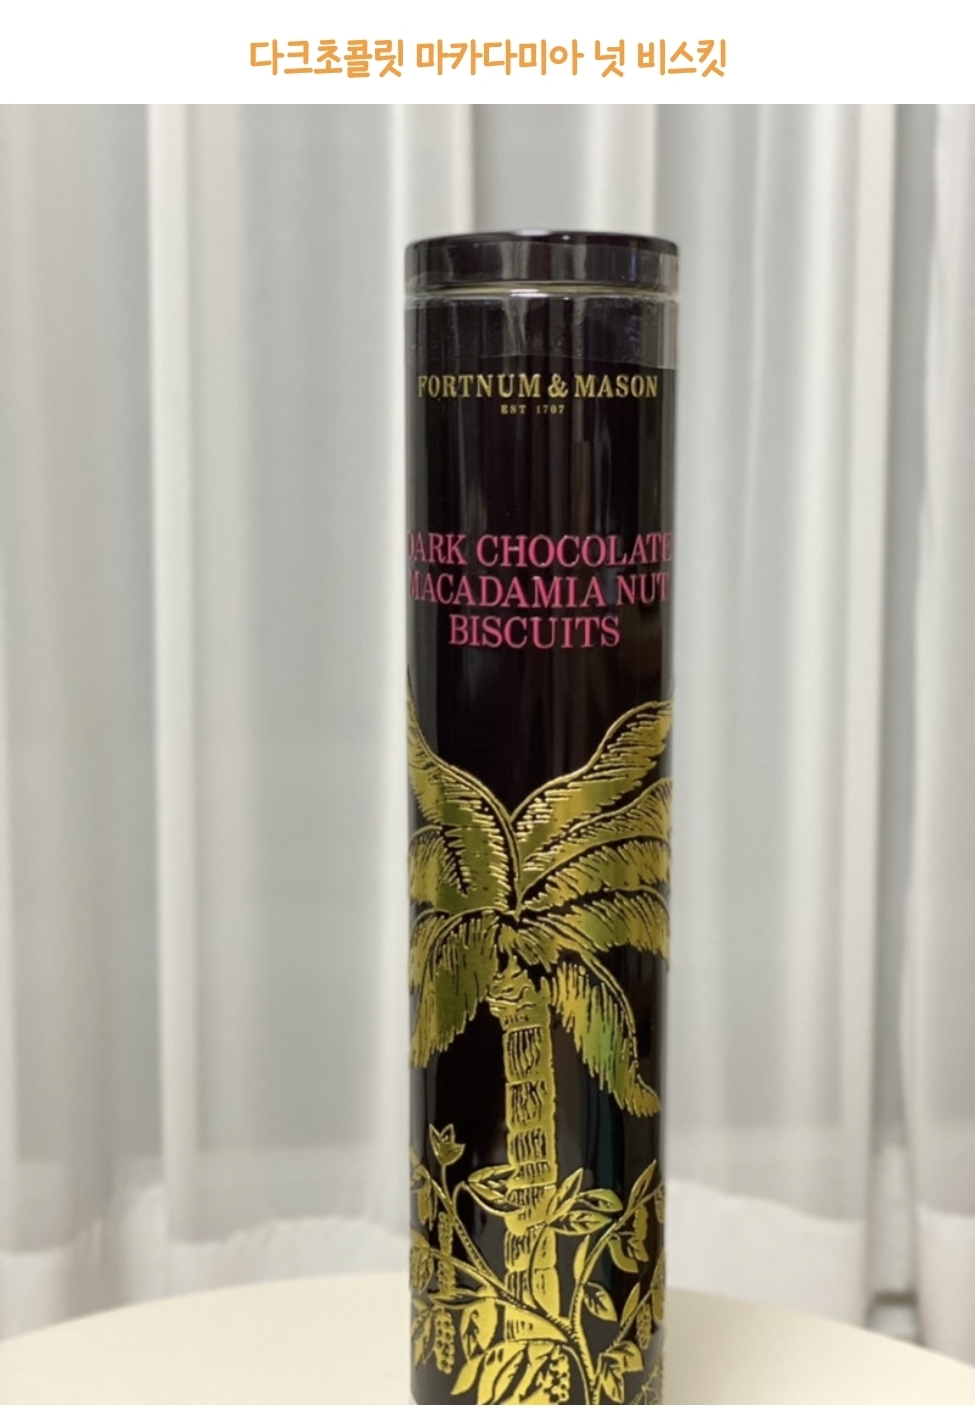 다크초콜릿 마카다미아 넛 비스킷
FORTNUM & MASON
EST 1707
DARK CHOCOLATE
MACADAMIA NUT
BISCUITS